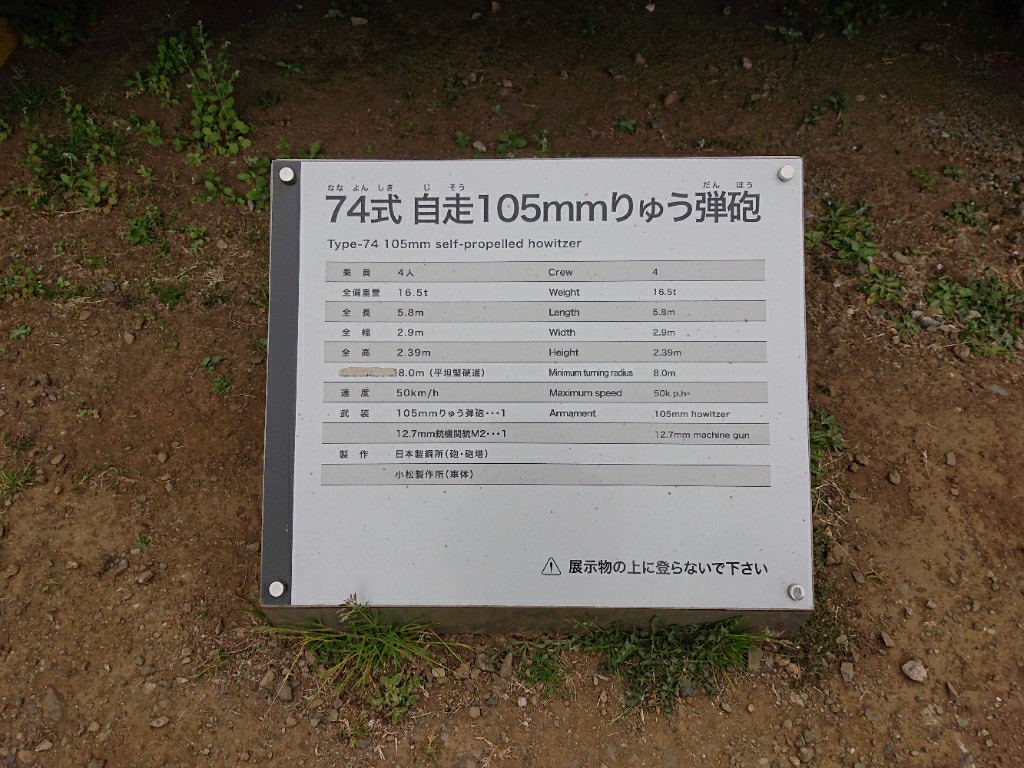 なな よん しき じ そう だん ほう
74式 自走105mmりゅう弾砲
Type-74 105mm self-propelled howitzer
乗員 4人 Crew 4
全備重量 16.5t Weight 16.5t
全長 5.8m Length 5.8m
全幅 2.9m Width 2.9m
全高 2.39m Height 2.39m
8.0m（平坦堅硬道） Minimum turning radius 8.0m
速度 50km/h Maximum speed 50k.p.h
武装 105mmりゅう弾砲・・・1 Armament 105mm howitzer
12.7mm銃機関銃M2・・・1 12.7mm machine gun
製作 日本製鋼所（砲・砲塔）
小松製作所（車体）
展示物の上に登らないで下さい